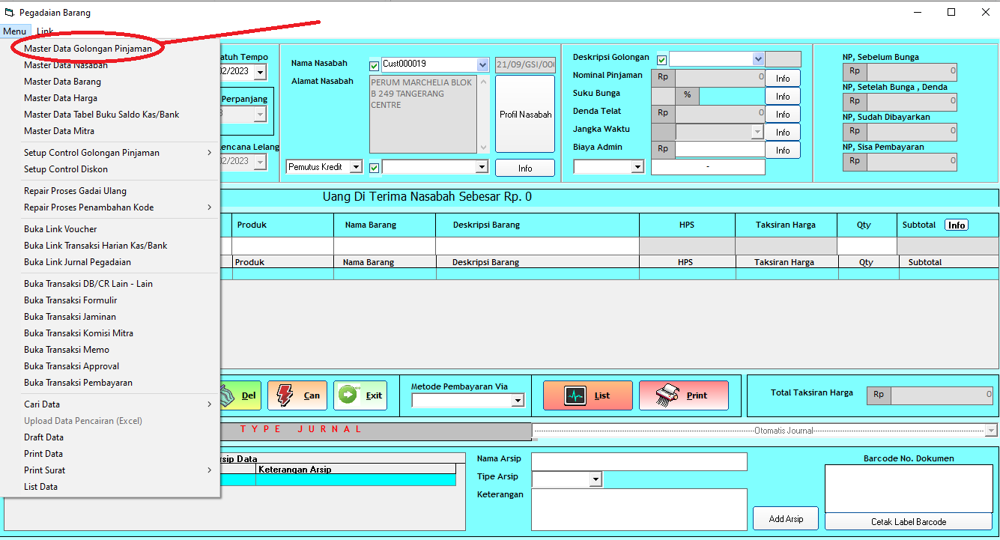 Pegadaian Barang
Menu Link
Master Data Golongan Pinjaman
Master Data Nasabah
Master Data Barang
Master Data Harga
Master Data Tabel Buku Saldo Kas/Bank
Master Data Mitra
Setup Control Golongan Pinjaman
Setup Control Diskon
Repair Proses Gadai Ulang
Repair Proses Penambahan Kode
Buka Link Voucher
Buka Link Transaksi Harian Kas/Bank
Buka Link Jurnal Pegadaian
Buka Transaksi DB/CR Lain - Lain
Buka Transaksi Formulir
Buka Transaksi Jaminan
Buka Transaksi Komisi Mitra
Buka Transaksi Memo
Buka Transaksi Approval
Buka Transaksi Pembayaran
Cari Data
Upload Data Pencairan (Excel)
Draft Data
Print Data
Print Surat
List Data
atuh Tempo
02/2023
Perpanjang
encana Lelang
02/2023
Nama Nasabah Cust000019 21/09/GSI/00
Alamat Nasabah
PERUM MARCHELIA BLOK
B 249 TANGERANG
CENTRE
Profil Nasabah
Pemutus Kredit Info
Deskripsi Golongan
Nominal Pinjaman Rp 0 Info
Suku Bunga % Info
Denda Telat Rp 0 Info
Jangka Waktu Info
Biaya Admin Rp Info
-
NP, Sebelum Bunga
Rp 0
NP, Setelah Bunga , Denda
Rp 0
NP, Sudah Dibayarkan
Rp 0
NP, Sisa Pembayaran
Rp 0
Uang Di Terima Nasabah Sebesar Rp. 0
Produk Nama Barang Deskripsi Barang HPS Taksiran Harga Qty Subtotal Info
Produk Nama Barang Deskripsi Barang HPS Taksiran Harga Qty Subtotal
Del Can Exit
Metode Pembayaran Via
List Print
Total Taksiran Harga Rp 0
TYPE JURNAL
Otomatis Journal
rsip Data
Keterangan Arsip
Nama Arsip
Tipe Arsip
Keterangan
Add Arsip
Barcode No. Dokumen
Cetak Label Barcode